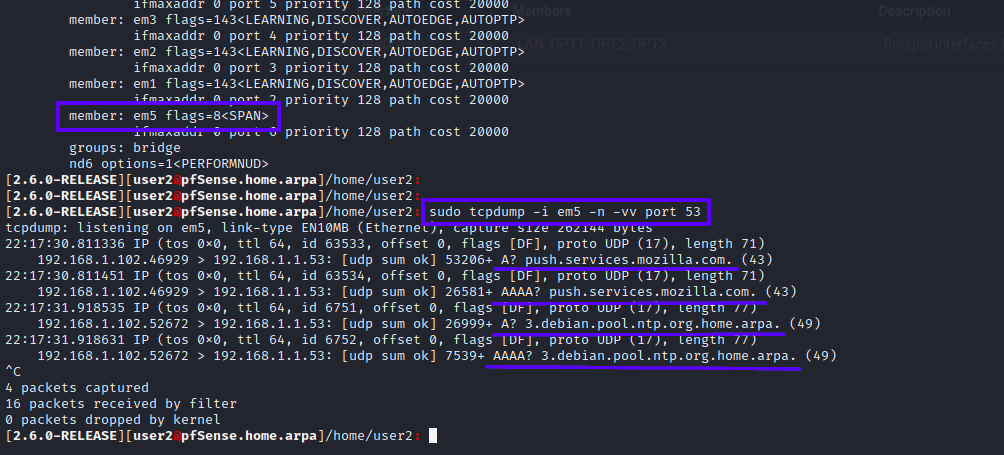 ifmaxaddr 0 port 5 priority 128 path cost 20000
Members Description
member: em3 flags=143<LEARNING,DISCOVER,AUTOEDGE,AUTOPTP>
ifmaxaddr 0 port 4 priority 128 path cost 20000
LAN, OPT1, OPT2, OPT3 Bridged interfaces
member: em2 flags=143<LEARNING,DISCOVER,AUTOEDGE,AUTOPTP>
ifmaxaddr 0 port 3 priority 128 path cost 20000
member: em1 flags=143<LEARNING,DISCOVER,AUTOEDGE,AUTOPTP>
ifmaxaddr 0 port 2 priority 128 path cost 20000
member: em5 flags=8<SPAN>
ifmaxaddr 0 port 6 priority 128 path cost 20000
groups: bridge
nd6 options=1<PERFORMNUD>
[2.6.0-RELEASE][user2@pfSense.home.arpa]/home/user2:
[2.6.0-RELEASE][user2@pfSense.home.arpa]/home/user2:
[2.6.0-RELEASE][user2@pfSense.home.arpa]/home/user2: sudo tcpdump -i em5 -n -vv port 53
tcpdump: listening on em5, link-type EN10MB (Ethernet), capture size 262144 bytes
22:17:30.811336 IP (tos 0×0, ttl 64, id 63533, offset 0, flags [DF], proto UDP (17), length 71)
192.168.1.102.46929 > 192.168.1.1.53: [udp sum ok] 53206+ A? push.services.mozilla.com. (43)
22:17:30.811451 IP (tos 0×0, ttl 64, id 63534, offset 0, flags [DF], proto UDP (17), length 71)
192.168.1.102.46929 > 192.168.1.1.53: [udp sum ok] 26581+ AAAA? push.services.mozilla.com. (43)
22:17:31.918535 IP (tos 0×0, ttl 64, id 6751, offset 0, flags [DF], proto UDP (17), length 77)
192.168.1.102.52672 > 192.168.1.1.53: [udp sum ok] 26999+ A? 3.debian.pool.ntp.org.home.arpa. (49)
22:17:31.918631 IP (tos 0×0, ttl 64, id 6752, offset 0, flags [DF], proto UDP (17), length 77)
192.168.1.102.52672 > 192.168.1.1.53: [udp sum ok] 7539+ AAAA? 3.debian.pool.ntp.org.home.arpa. (49)
^C
4 packets captured
16 packets received by filter
0 packets dropped by kernel
[2.6.0-RELEASE][user2@pfSense.home.arpa]/home/user2: